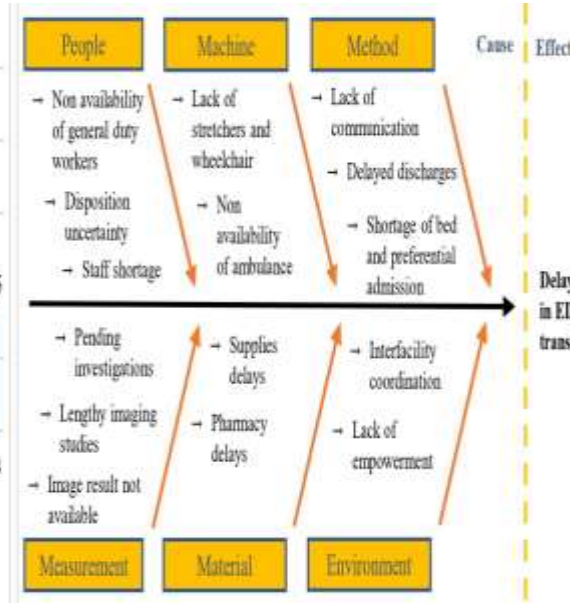 People
Machine
Method
Cause
Effect
→ Non availability
of general duty
workers
→ Disposition
uncertainty
→ Staff shortage
→ Lack of
stretchers and
wheelchair
→ Non
availability
of ambulance
→ Lack of
communication
→ Delayed discharges
→ Shortage of bed
and preferential
admission
Delay
in E
trans
→ Pending
investigations
→ Lengthy imaging
studies
→ Image result not
available
→ Supplies
delays
→ Pharmacy
delays
→ Interfacility
coordination
→ Lack of
empowerment
Measurement
Material
Environment